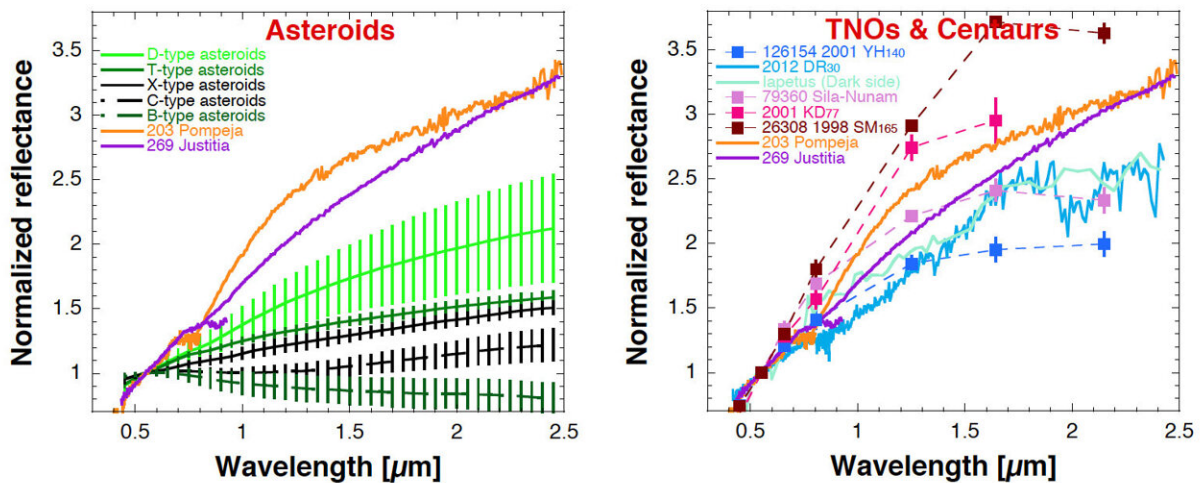 Asteroids
D-type asteroids
T-type asteroids
X-type asteroids
C-type asteroids
B-type asteroids
203 Pompeja
269 Justitia
Normalized reflectance
3.5
3
2.5
2
1.5
1
0.5
1
1.5
2
2.5
Wavelength [µm]
TNOs & Centaurs
126154 2001 YH140
2012 DR30
Iapetus (Dark side)
79360 Sila-Nunam
2001 KD77
26308 1998 SM165
203 Pompeja
269 Justitia
Normalized reflectance
3.5
3
2.5
2
1.5
1
0.5
1
1.5
2
2.5
Wavelength [µm]